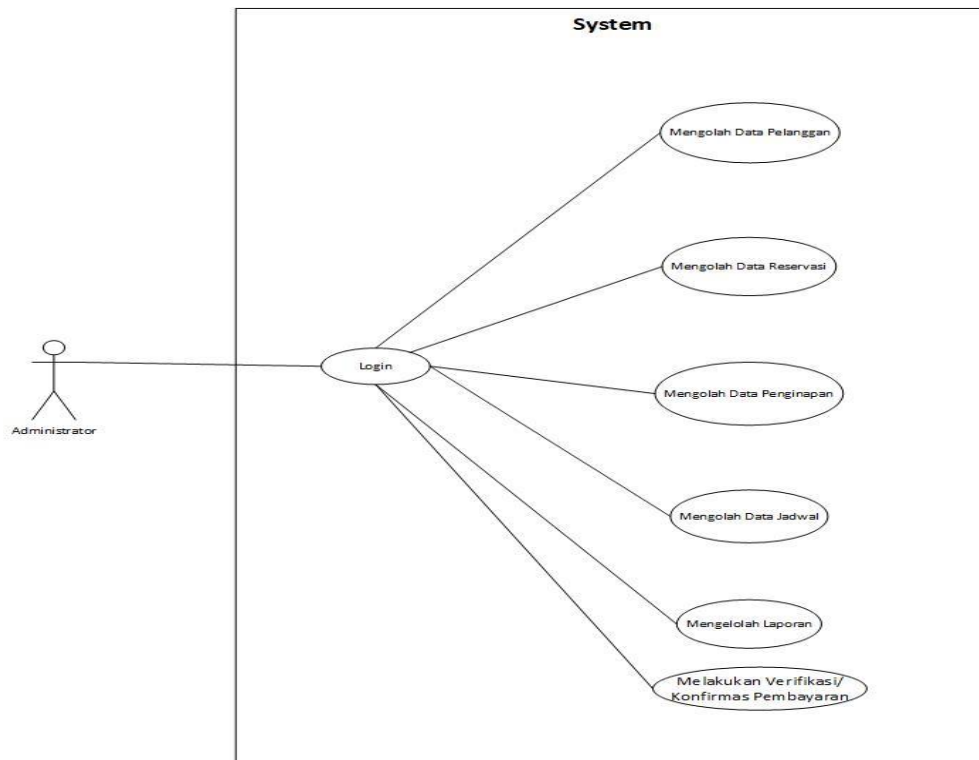 System
Mengolah Data Pelanggan
Mengolah Data Reservasi
Login
Mengolah Data Penginapan
Administrator
Mengolah Data Jadwal
Mengelolah Laporan
Melakukan Verifikasi/
Konfirmas Pembayaran